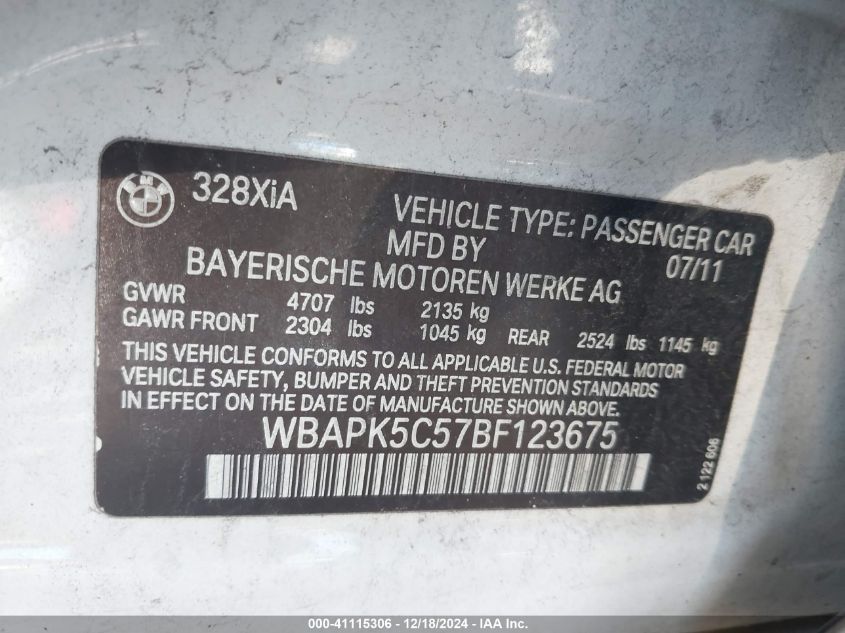 BMW
328XiA
VEHICLE TYPE: PASSENGER CAR
MFD BY 07/11
BAYERISCHE MOTOREN WERKE AG
GVWR 4707 lbs 2135 kg
GAWR FRONT 2304 lbs 1045 kg REAR 2524 lbs 1145 kg
THIS VEHICLE CONFORMS TO ALL APPLICABLE U.S. FEDERAL MOTOR
VEHICLE SAFETY, BUMPER AND THEFT PREVENTION STANDARDS
IN EFFECT ON THE DATE OF MANUFACTURE SHOWN ABOVE.
WBAPK5C57BF123675
2 122 606
000-41115306 - 12/18/2024 - IAA Inc.